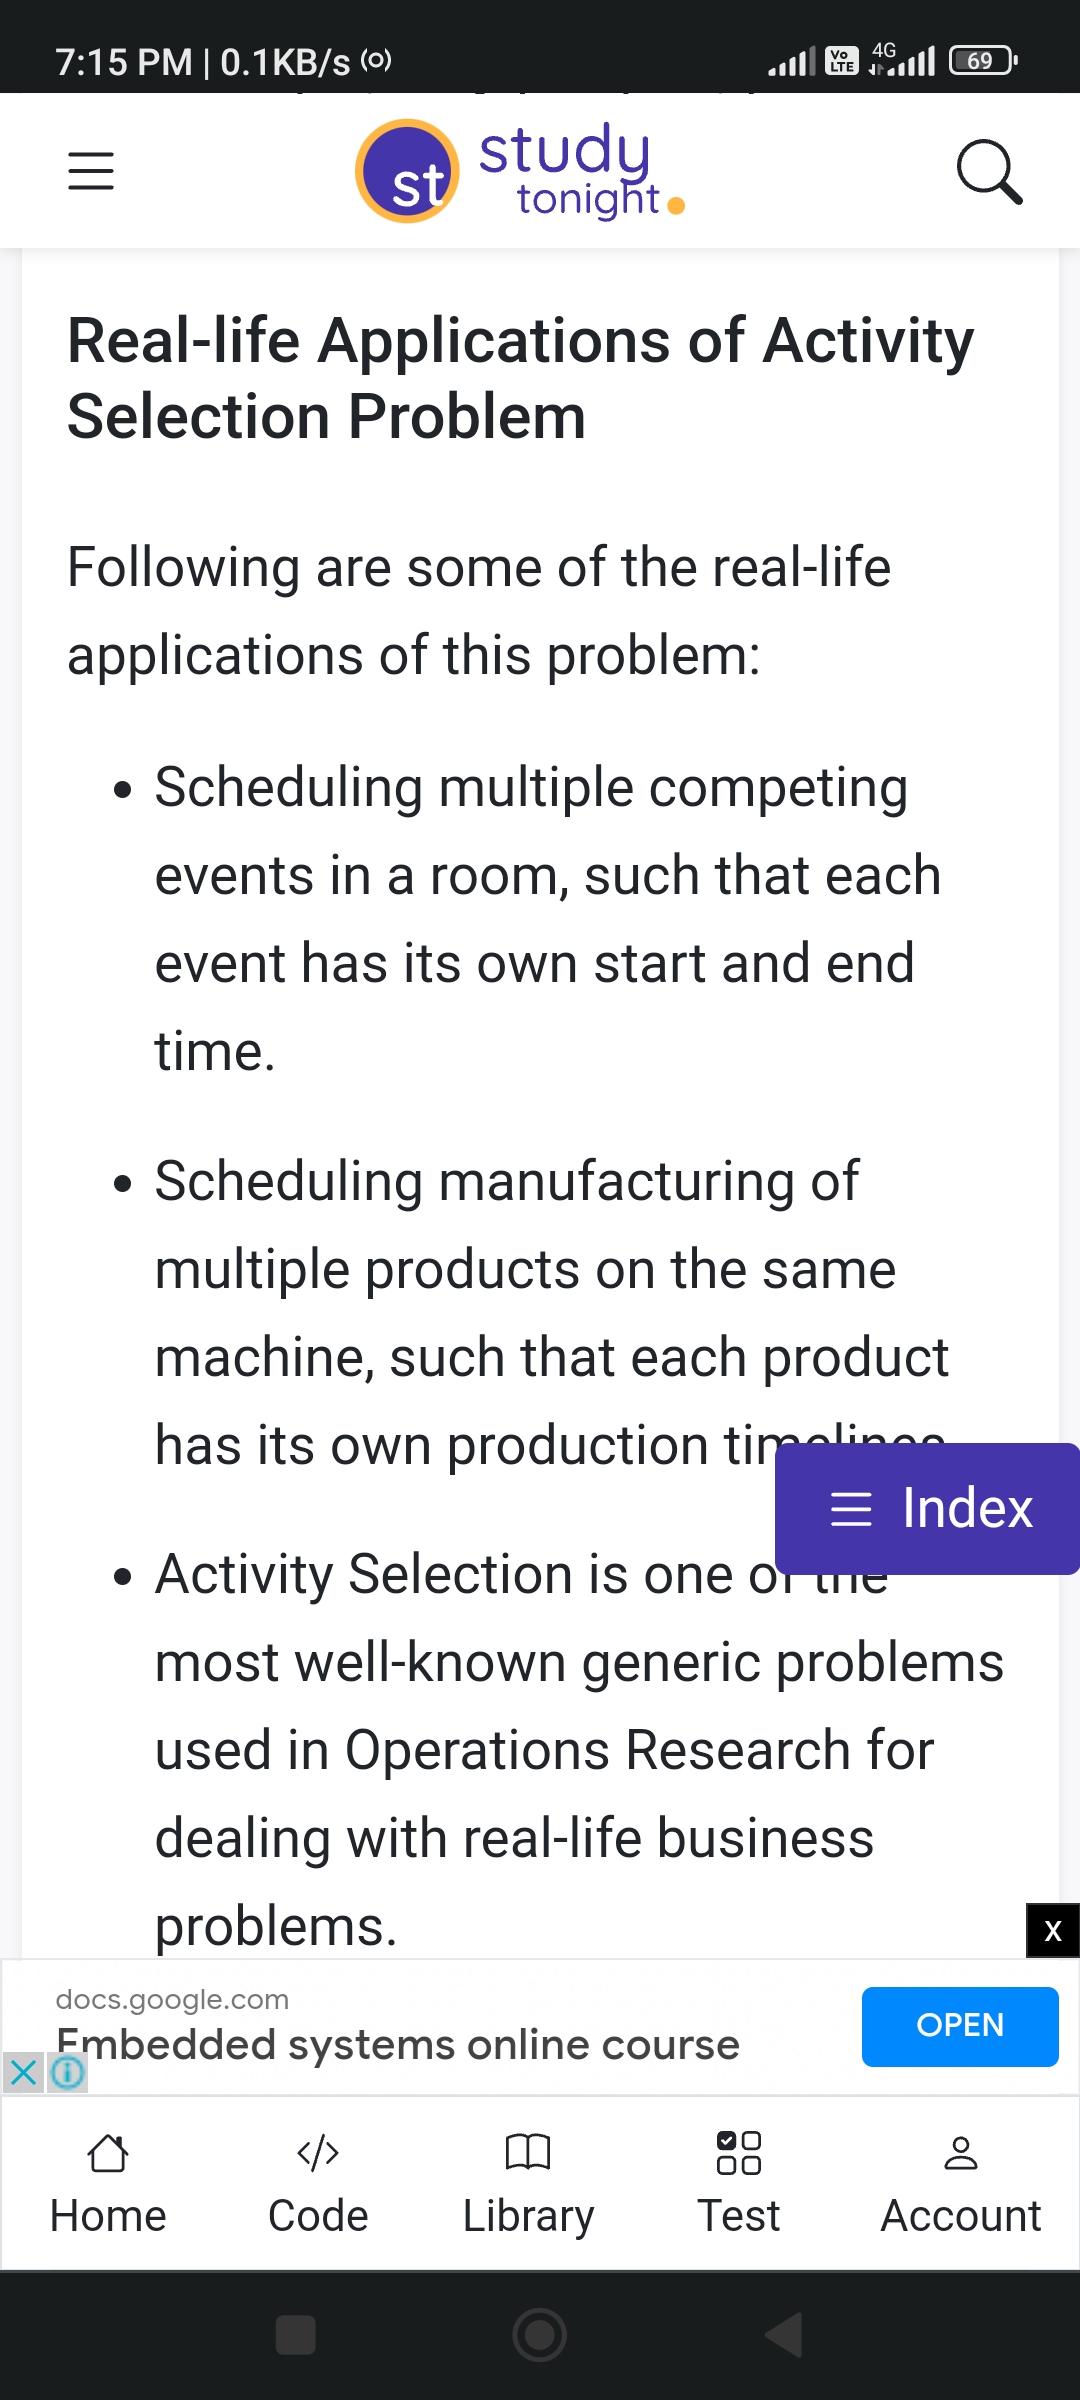 7:15 PM | 0.1KB/s
Vo LTE 4G 69
st study
tonight
Real-life Applications of Activity
Selection Problem
Following are some of the real-life
applications of this problem:
• Scheduling multiple competing
events in a room, such that each
event has its own start and end
time.
• Scheduling manufacturing of
multiple products on the same
machine, such that each product
has its own production timelines
Index
• Activity Selection is one of the
most well-known generic problems
used in Operations Research for
dealing with real-life business
problems.
X
docs.google.com
Embedded systems online course
OPEN
Home Code Library Test Account